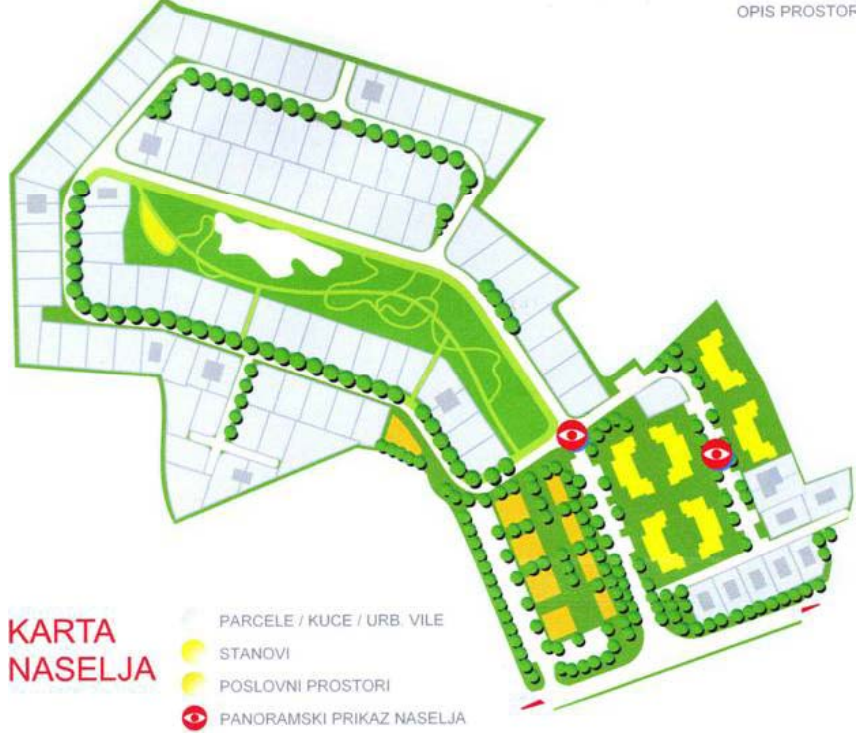 OPIS PROSTOR
KARTA
NASELJA
PARCELE / KUCE / URB. VILE
STANOVI
POSLOVNI PROSTORI
PANORAMSKI PRIKAZ NASELJA